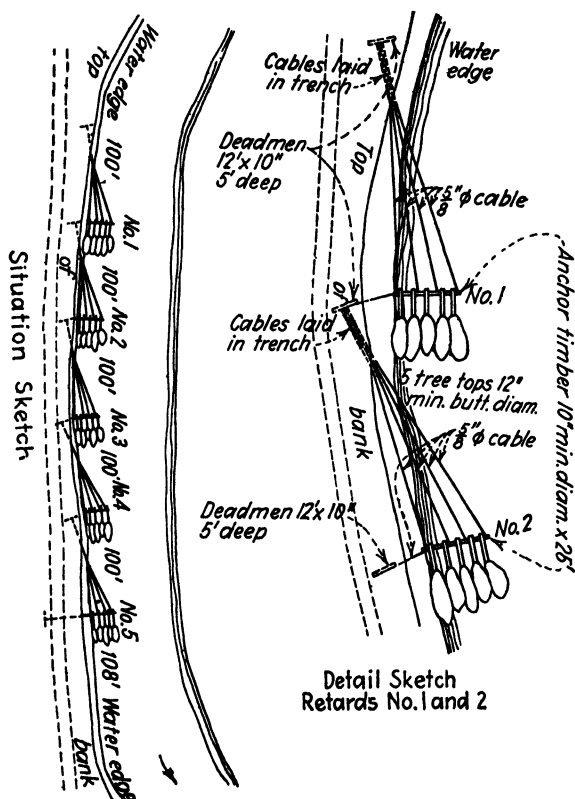 Water edge
top
100'
No.1
of
100'
No.2
100'
No.3
100'
No.4
100'
No.5
108'
Water edge
bank
Situation Sketch
Cables laid
in trench
Water
edge
Deadmen
12'x 10"
5' deep
Top
5/8" ϕ cable
No.1
Anchor timber 10" min. diam. x 26"
of
Cables laid
in trench
5 tree tops 12"
min. butt. diam.
bank
5/8" ϕ cable
Deadmen 12'x 10"
5' deep
No.2
Detail Sketch
Retards No.1 and 2